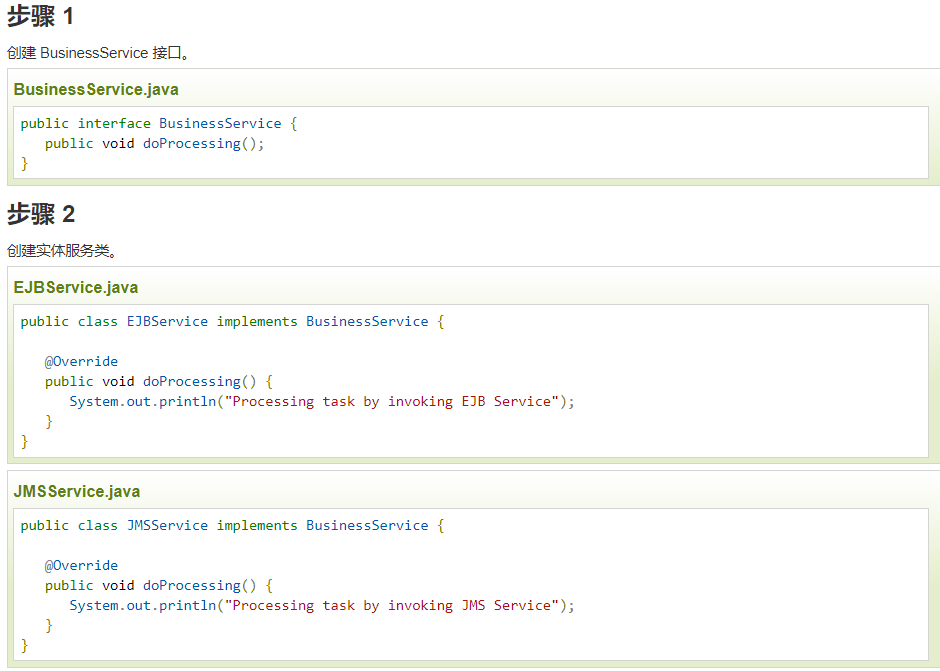 步骤 1
创建 BusinessService 接口。
BusinessService.java
public interface BusinessService {
   public void doProcessing();
}
步骤 2
创建实体服务类。
EJBService.java
public class EJBService implements BusinessService {
   @Override
   public void doProcessing() {
      System.out.println("Processing task by invoking EJB Service");
   }
}
JMSService.java
public class JMSService implements BusinessService {
   @Override
   public void doProcessing() {
      System.out.println("Processing task by invoking JMS Service");
   }
}